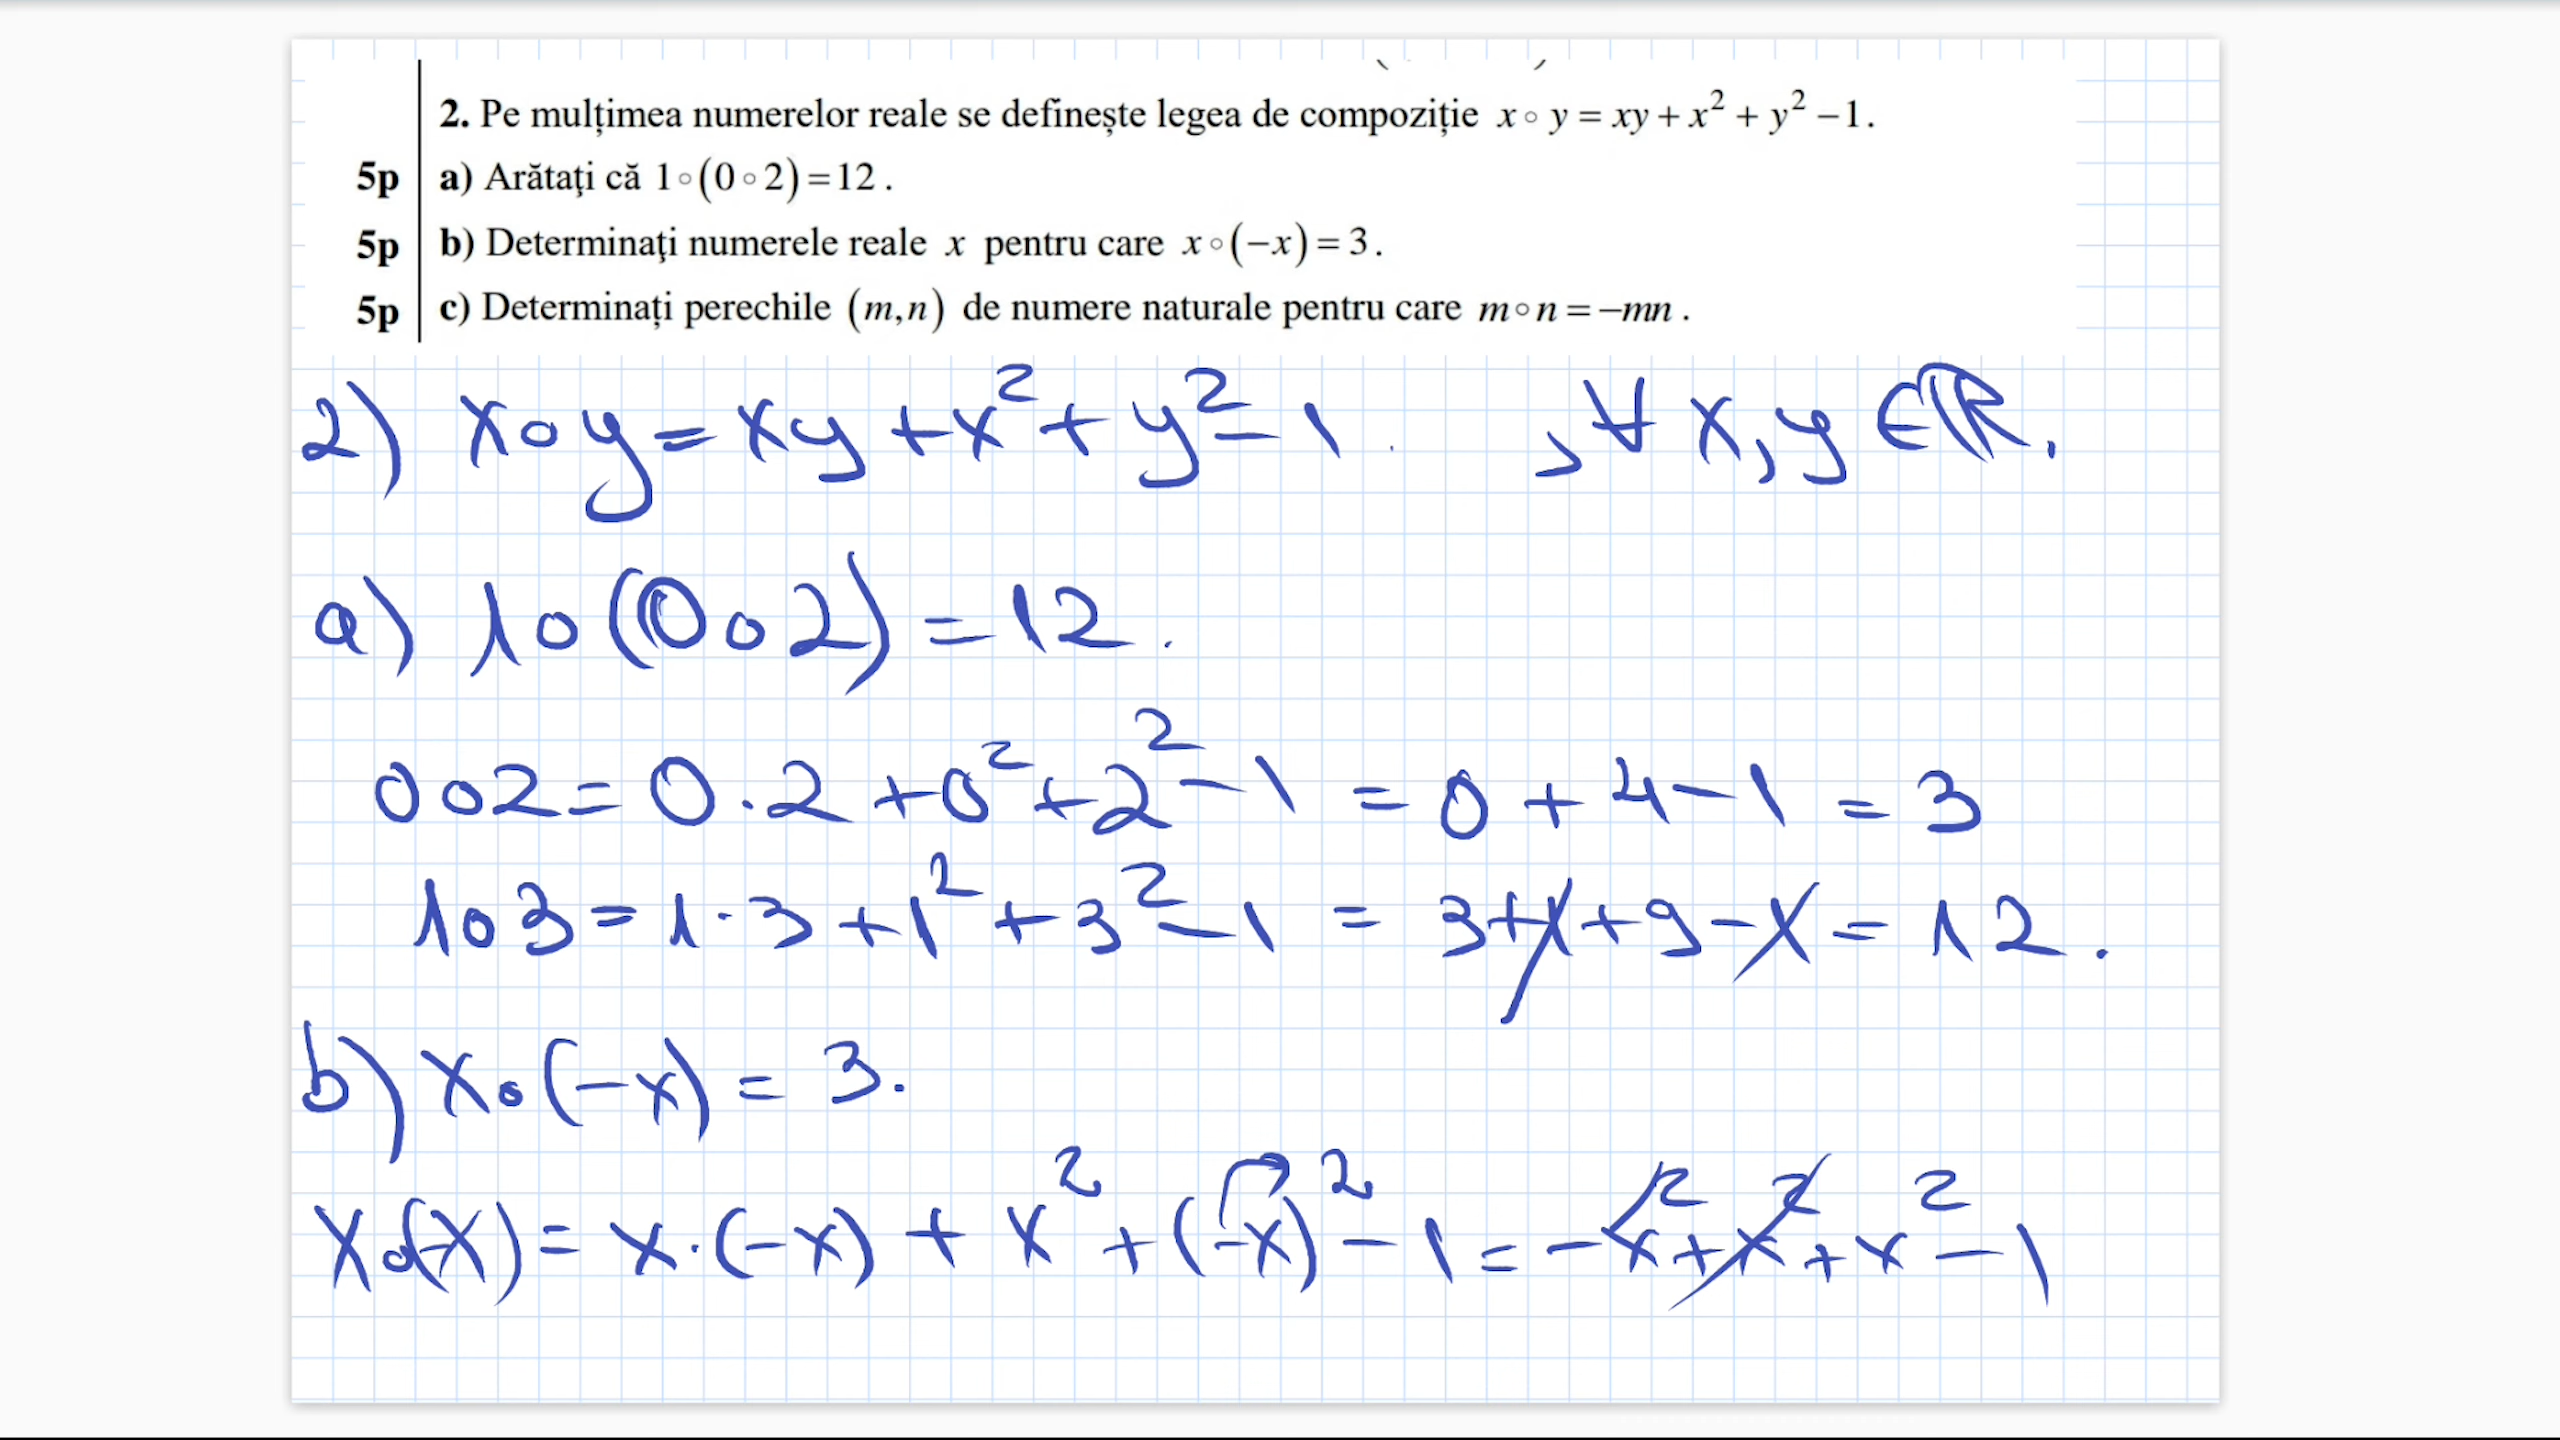 2. Pe mulțimea numerelor reale se definește legea de compoziție x∘y = xy + x² + y² − 1.
5p a) Arătați că 1∘(0∘2) = 12.
5p b) Determinați numerele reale x pentru care x∘(−x) = 3.
5p c) Determinați perechile (m,n) de numere naturale pentru care m∘n = −mn.
2) x∘y = xy + x² + y² − 1. , ∀ x,y ∈ ℝ.
a) 1∘(0∘2) = 12.
0∘2 = 0·2 + 0² + 2² − 1 = 0 + 4 − 1 = 3
1∘3 = 1·3 + 1² + 3² − 1 = 3 + 1 + 9 − 1 = 12.
b) x∘(−x) = 3.
x∘(−x) = x·(−x) + x² + (−x)² − 1 = −x² + x² + x² − 1